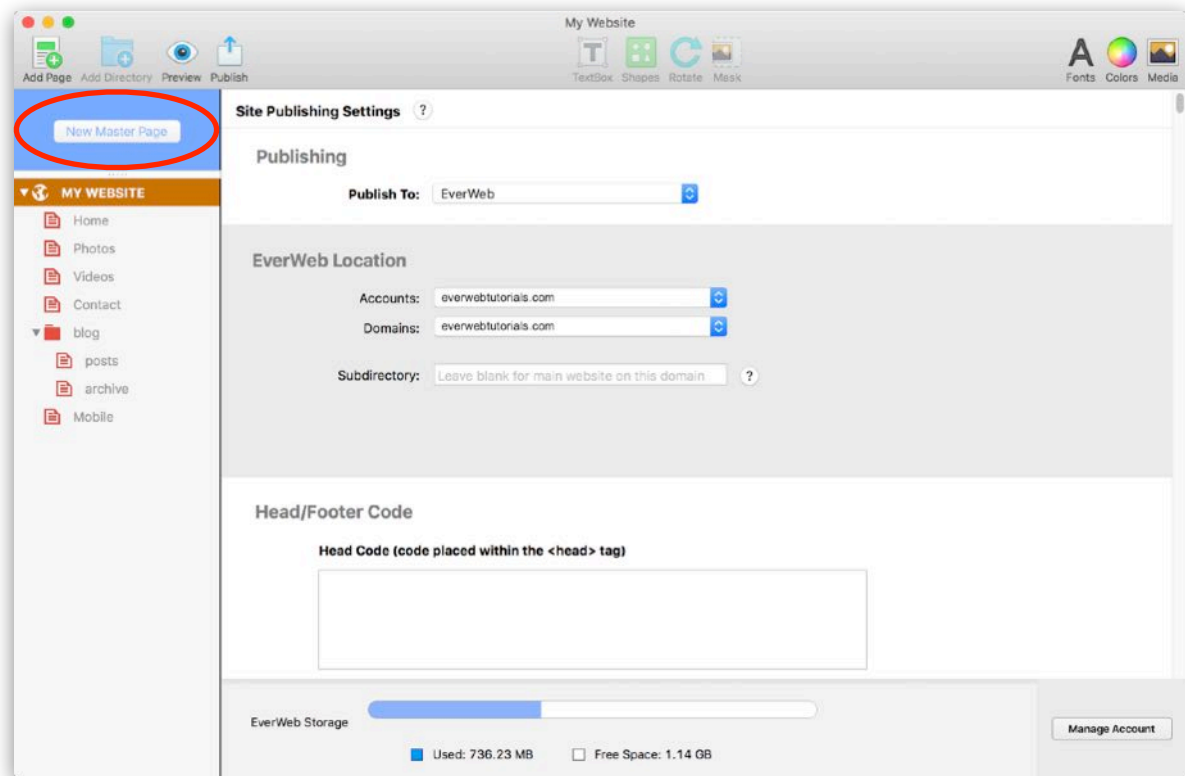 My Website
Add Page Add Directory Preview Publish
TextBox Shapes Rotate Mask
Fonts Colors Media
New Master Page
MY WEBSITE
Home
Photos
Videos
Contact
blog
posts
archive
Mobile
Site Publishing Settings ?
Publishing
Publish To: EverWeb
EverWeb Location
Accounts: everwebtutorials.com
Domains: everwebtutorials.com
Subdirectory: Leave blank for main website on this domain ?
Head/Footer Code
Head Code (code placed within the <head> tag)
EverWeb Storage
Used: 736.23 MB Free Space: 1.14 GB
Manage Account